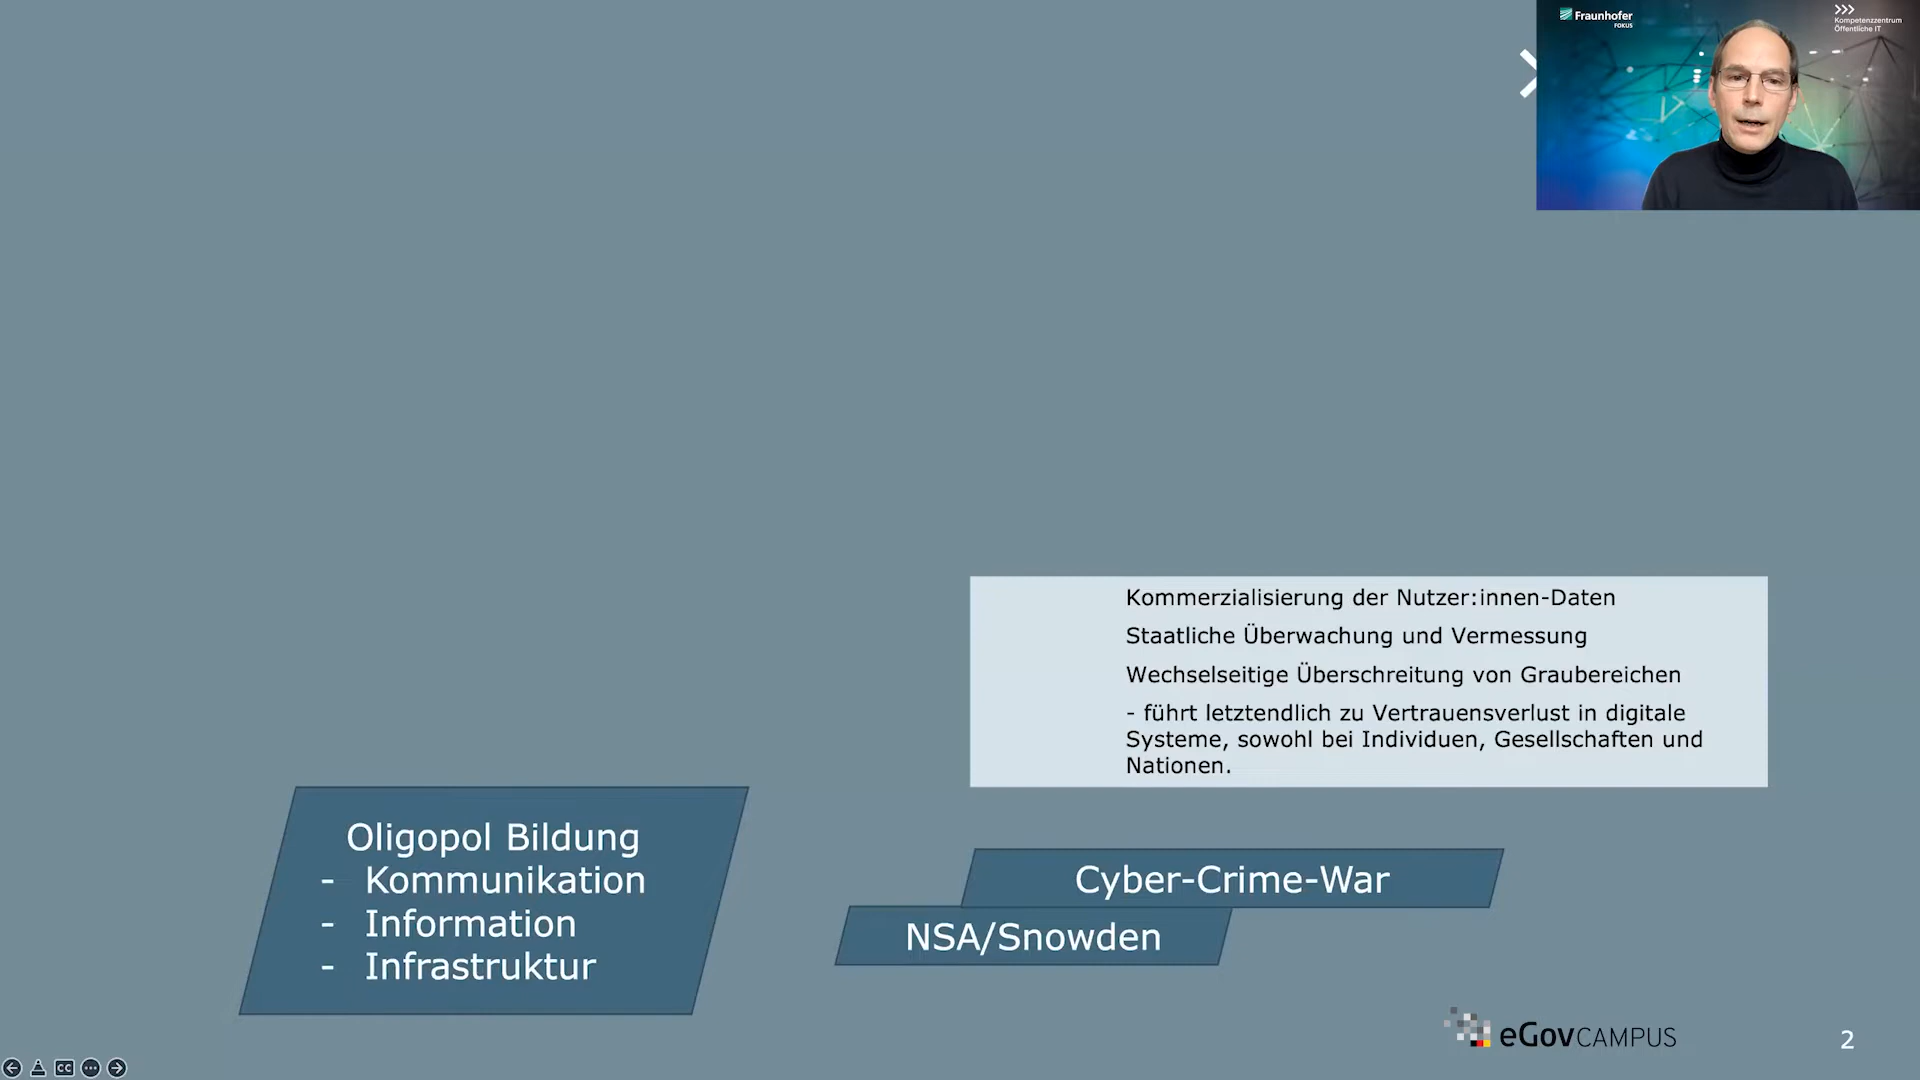 Fraunhofer
FOKUS
Kompetenzzentrum
Öffentliche IT
Kommerzialisierung der Nutzer:innen-Daten
Staatliche Überwachung und Vermessung
Wechselseitige Überschreitung von Graubereichen
- führt letztendlich zu Vertrauensverlust in digitale
Systeme, sowohl bei Individuen, Gesellschaften und
Nationen.
Oligopol Bildung
- Kommunikation
- Information
- Infrastruktur
Cyber-Crime-War
NSA/Snowden
eGovCAMPUS
2
CC